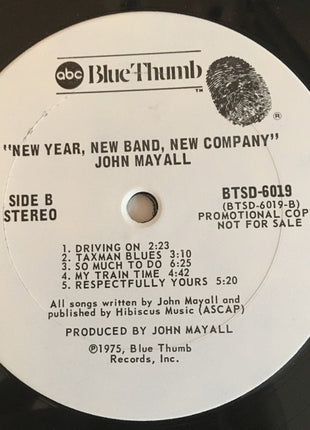 abc Blue Thumb
TM
®
"NEW YEAR, NEW BAND, NEW COMPANY"
JOHN MAYALL
SIDE B
STEREO
BTSD-6019
(BTSD-6019-B)
PROMOTIONAL COP
NOT FOR SALE
1. DRIVING ON 2:23
2. TAXMAN BLUES 3:10
3. SO MUCH TO DO 6:25
4. MY TRAIN TIME 4:42
5. RESPECTFULLY YOURS 5:20
All songs written by John Mayall and
published by Hibiscus Music (ASCAP)
PRODUCED BY JOHN MAYALL
℗1975, Blue Thumb
Records, Inc.